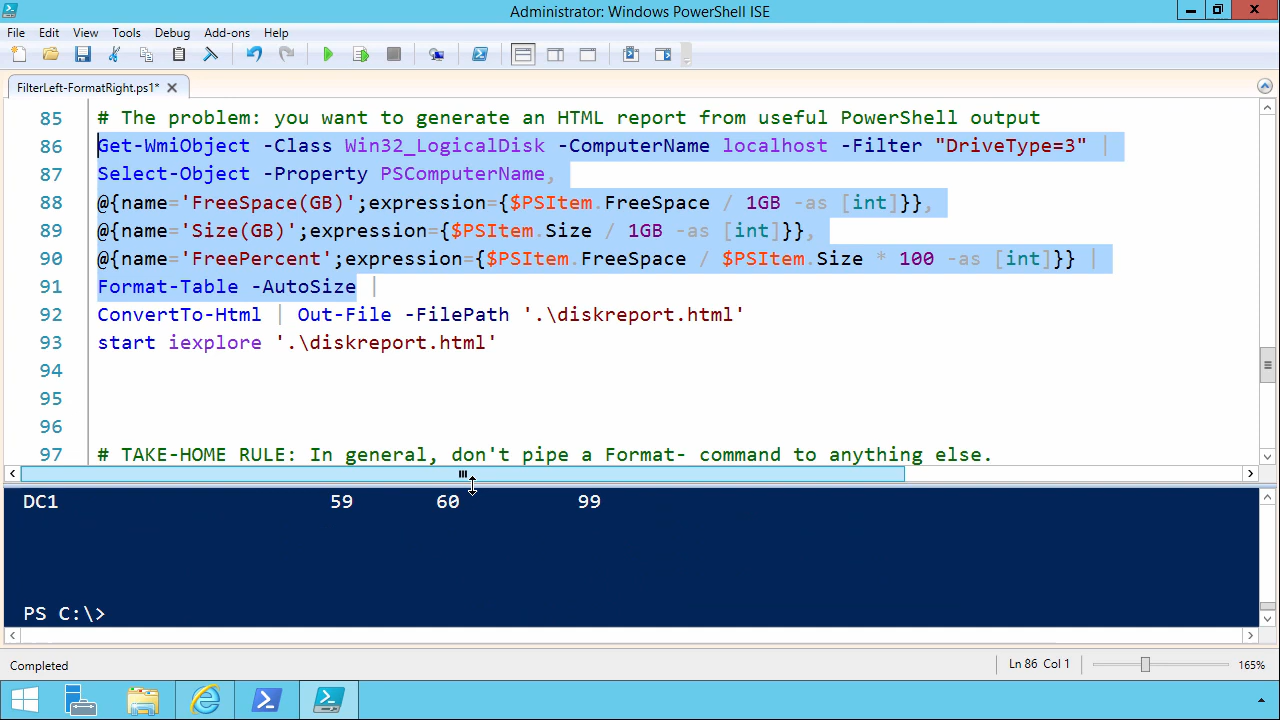 Administrator: Windows PowerShell ISE
File Edit View Tools Debug Add-ons Help
FilterLeft-FormatRight.ps1*
85 # The problem: you want to generate an HTML report from useful PowerShell output
86 Get-WmiObject -Class Win32_LogicalDisk -ComputerName localhost -Filter "DriveType=3" |
87 Select-Object -Property PSComputerName,
88 @{name='FreeSpace(GB)';expression={$PSItem.FreeSpace / 1GB -as [int]}},
89 @{name='Size(GB)';expression={$PSItem.Size / 1GB -as [int]}},
90 @{name='FreePercent';expression={$PSItem.FreeSpace / $PSItem.Size * 100 -as [int]}} |
91 Format-Table -AutoSize |
92 ConvertTo-Html | Out-File -FilePath '.\diskreport.html'
93 start iexplore '.\diskreport.html'
94
95
96
97 # TAKE-HOME RULE: In general, don't pipe a Format- command to anything else.
DC1 59 60 99
PS C:\>
Completed Ln 86 Col 1 165%